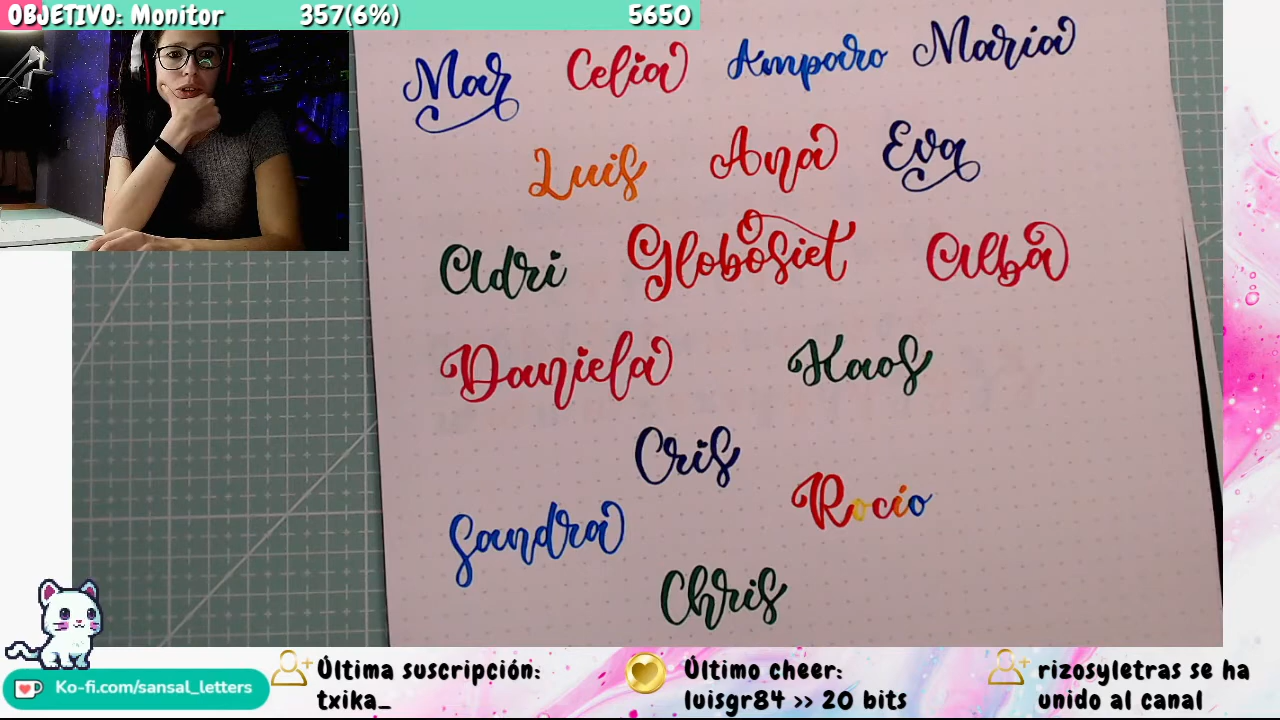 OBJETIVO: Monitor 357(6%) 5650
Mar Celia Amparo Maria
Luis Ana Eva
Adri Globosiet Alba
Daniela Kaos
Cris
Rocío
Sandra
Chris
Última suscripción:
txika_
Último cheer:
luisgr84 >> 20 bits
rizosyletras se ha
unido al canal
Ko-fi.com/sansal_letters